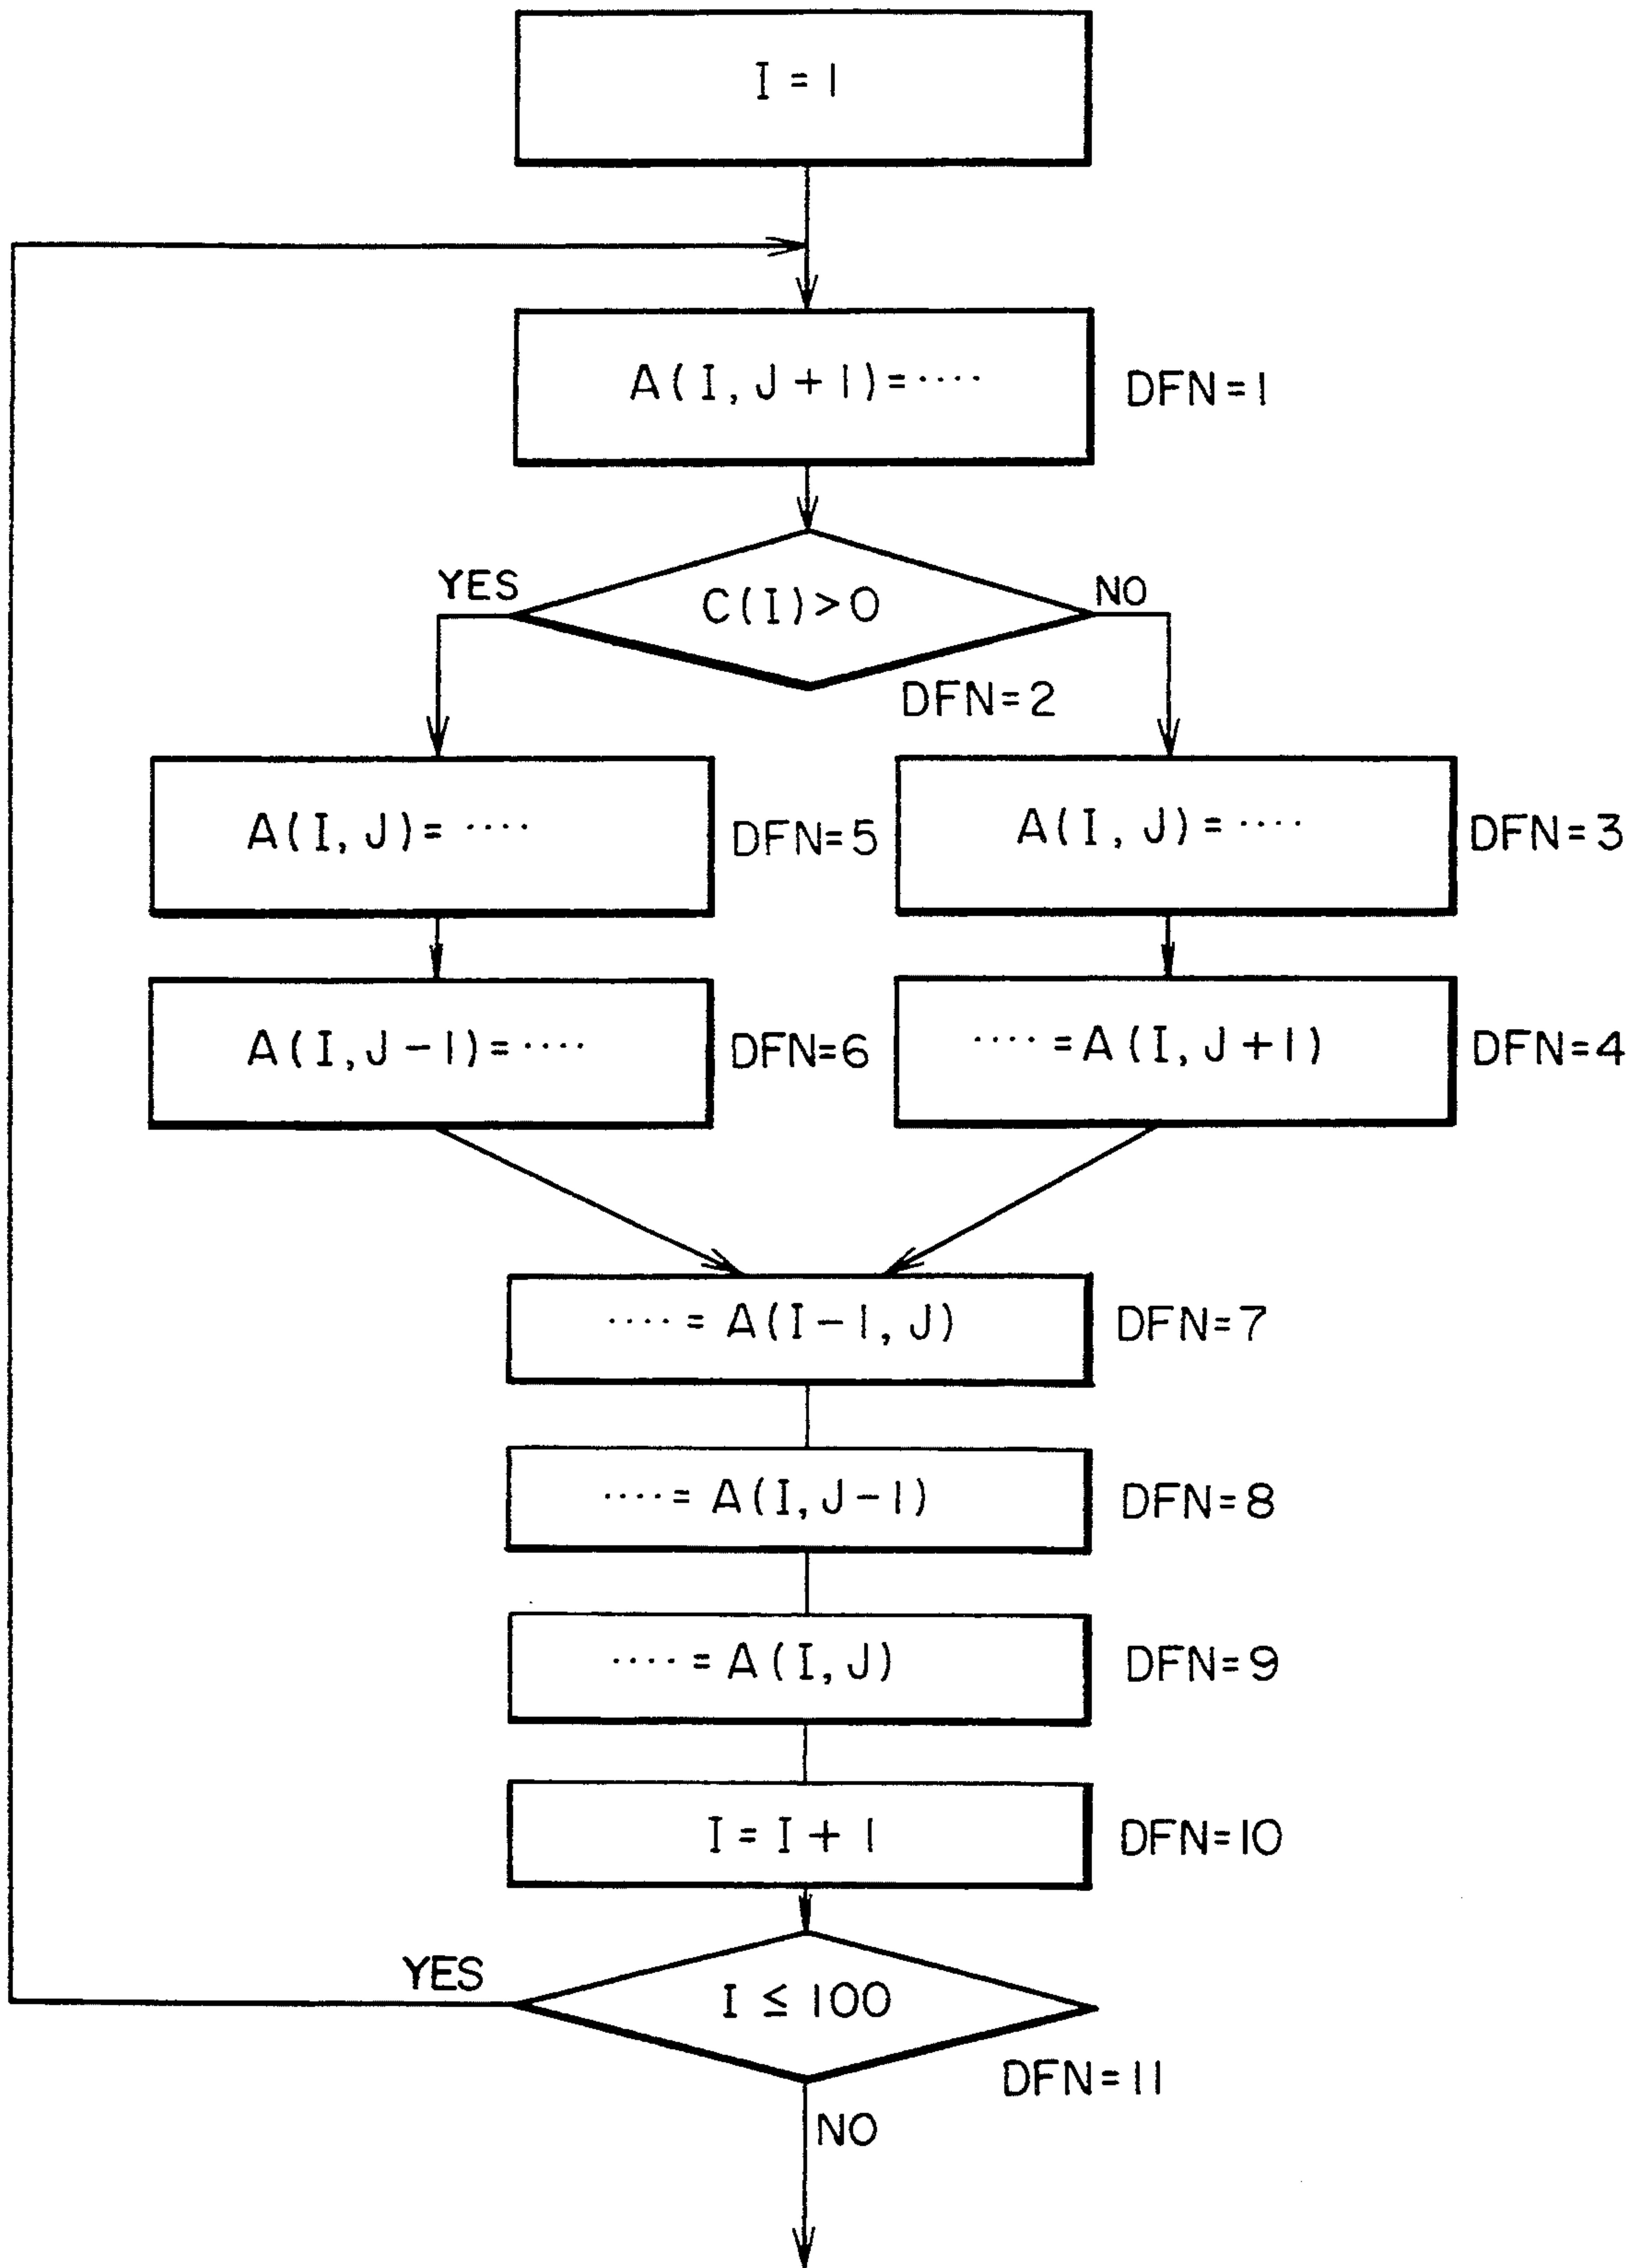 I = 1
A(I, J+1) = ····
DFN=1
YES
C(I)>0
NO
DFN=2
A(I, J) = ····
DFN=5
A(I, J) = ····
DFN=3
A(I, J-1) = ····
DFN=6
···· = A(I, J+1)
DFN=4
···· = A(I-1, J)
DFN=7
···· = A(I, J-1)
DFN=8
···· = A(I, J)
DFN=9
I = I + 1
DFN=10
YES
I ≤ 100
DFN=11
NO